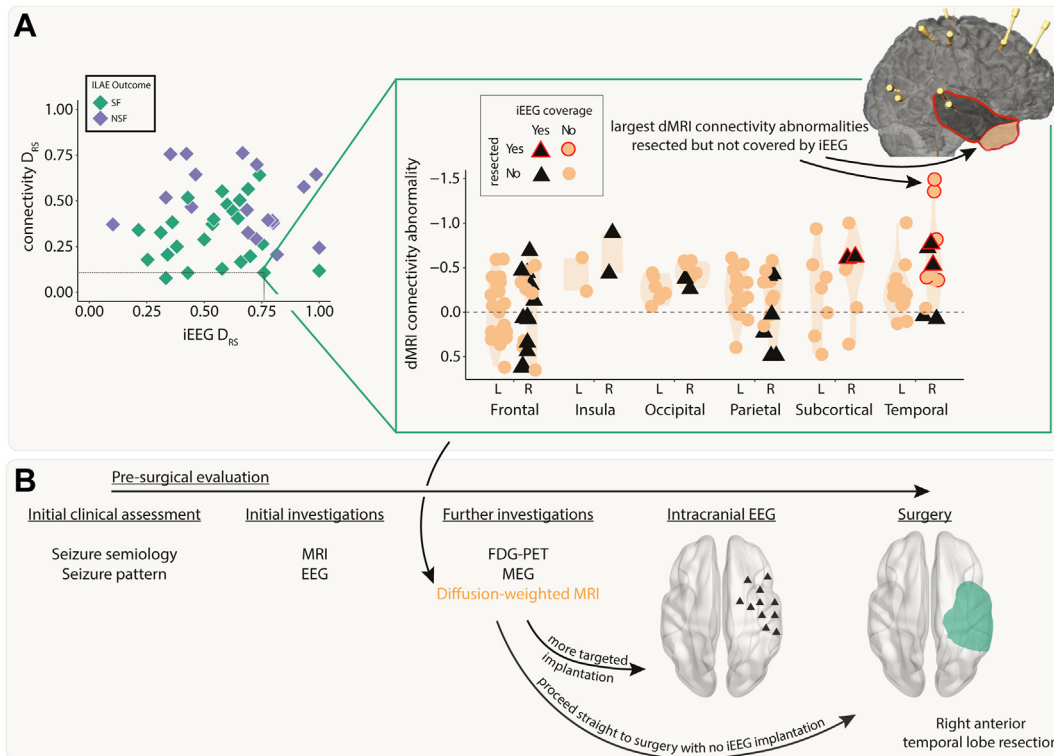 A
ILAE Outcome
SF
NSF
1.00
0.75
0.50
0.25
0.00
connectivity D_RS
0.00 0.25 0.50 0.75 1.00
iEEG D_RS
iEEG coverage
Yes No
resected
Yes
No
largest dMRI connectivity abnormalities
resected but not covered by iEEG
dMRI connectivity abnormality
−1.5
−1.0
−0.5
0.0
0.5
L R L R L R L R L R L R
Frontal Insula Occipital Parietal Subcortical Temporal
B
Pre-surgical evaluation
Initial clinical assessment Initial investigations Further investigations Intracranial EEG Surgery
Seizure semiology MRI FDG-PET
Seizure pattern EEG MEG
Diffusion-weighted MRI
more targeted
implantation
proceed straight to surgery with no iEEG implantation
Right anterior
temporal lobe resection